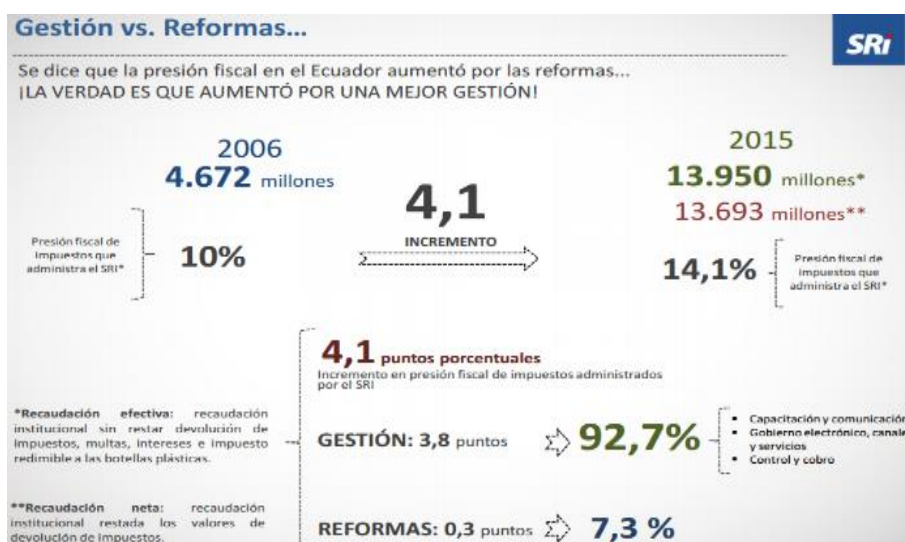 Gestión vs. Reformas...
SRi
Se dice que la presión fiscal en el Ecuador aumentó por las reformas...
¡LA VERDAD ES QUE AUMENTÓ POR UNA MEJOR GESTIÓN!
2006
4.672 millones
2015
13.950 millones*
13.693 millones**
4,1
INCREMENTO
Presión fiscal de
impuestos que
administra el SRI*
10%
14,1%
Presión fiscal de
impuestos que
administra el SRI*
4,1 puntos porcentuales
Incremento en presión fiscal de impuestos administrados
por el SRI
*Recaudación efectiva: recaudación
institucional sin restar devolución de
impuestos, multas, intereses e impuesto
redimible a las botellas plásticas.
GESTIÓN: 3,8 puntos
92,7%
▪ Capacitación y comunicación
▪ Gobierno electrónico, canale
y servicios
▪ Control y cobro
**Recaudación neta: recaudación
institucional restada los valores de
devolución de impuestos.
REFORMAS: 0,3 puntos
7,3 %